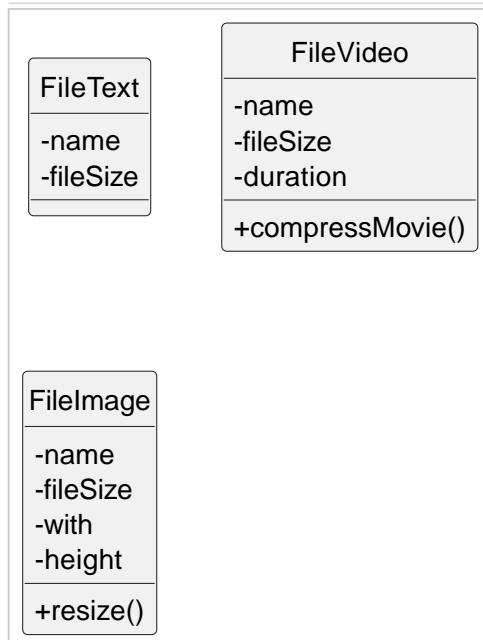 FileText
-name
-fileSize
FileVideo
-name
-fileSize
-duration
+compressMovie()
FileImage
-name
-fileSize
-with
-height
+resize()